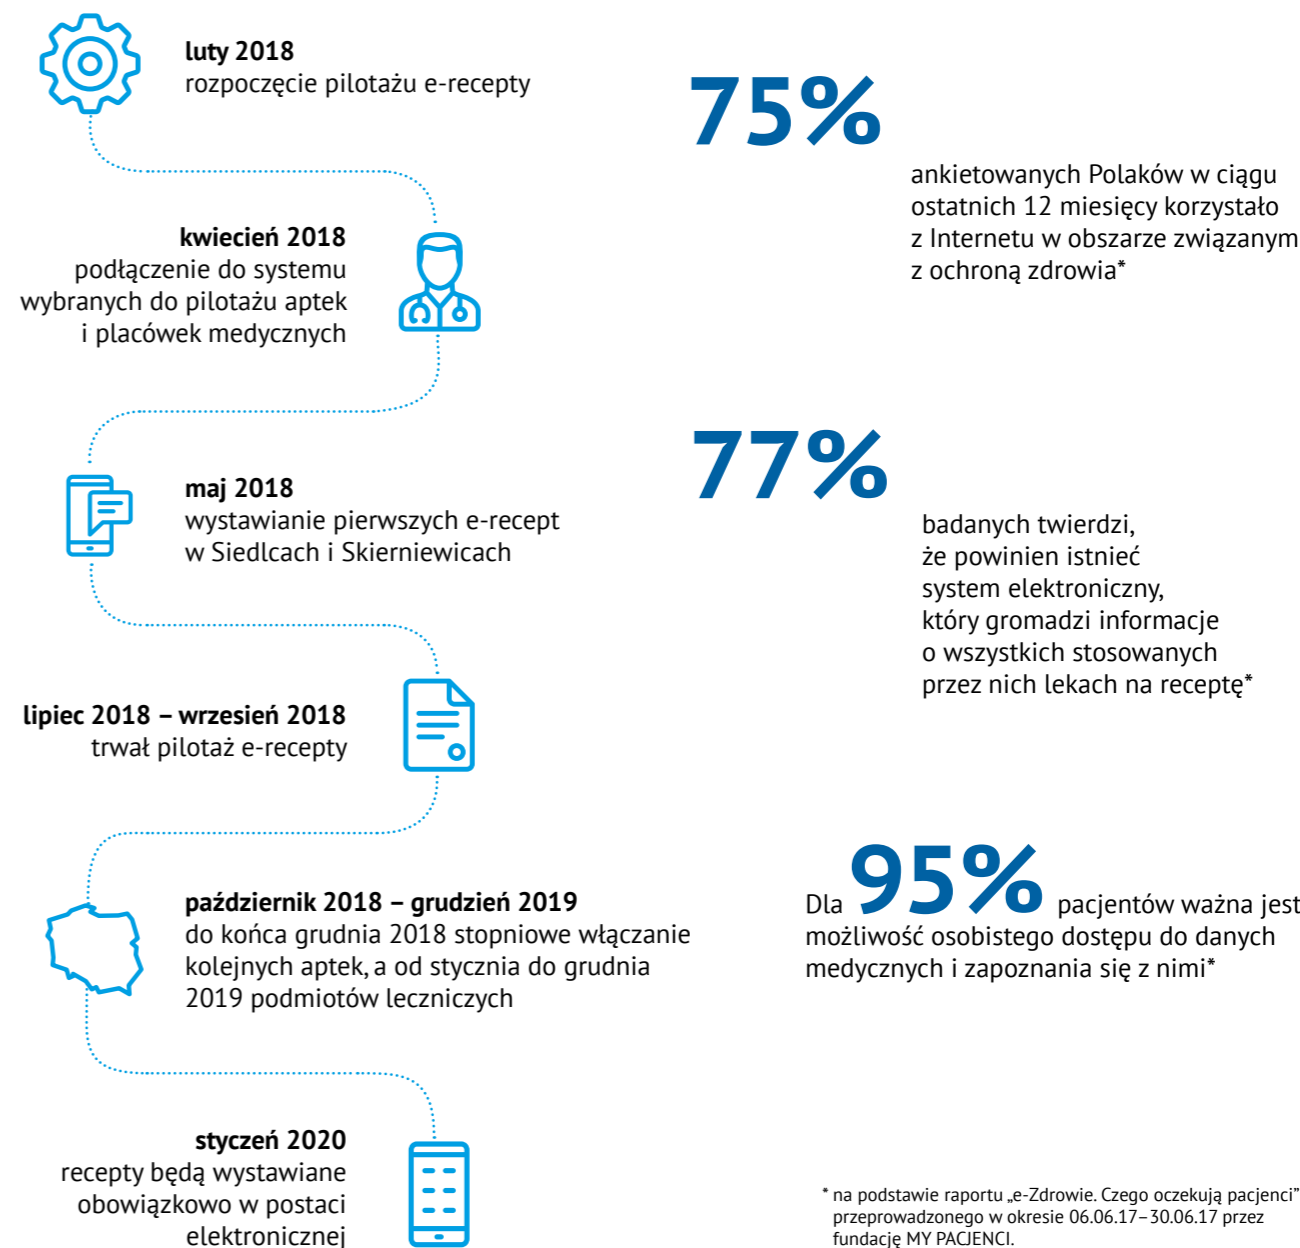 luty 2018
rozpoczęcie pilotażu e-recepty
kwiecień 2018
podłączenie do systemu
wybranych do pilotażu aptek
i placówek medycznych
maj 2018
wystawianie pierwszych e-recept
w Siedlcach i Skierniewicach
lipiec 2018 – wrzesień 2018
trwał pilotaż e-recepty
październik 2018 – grudzień 2019
do końca grudnia 2018 stopniowe włączanie
kolejnych aptek, a od stycznia do grudnia
2019 podmiotów leczniczych
styczeń 2020
recepty będą wystawiane
obowiązkowo w postaci
elektronicznej
75%
ankietowanych Polaków w ciągu
ostatnich 12 miesięcy korzystało
z Internetu w obszarze związanym
z ochroną zdrowia*
77%
badanych twierdzi,
że powinien istnieć
system elektroniczny,
który gromadzi informacje
o wszystkich stosowanych
przez nich lekach na receptę*
Dla 95% pacjentów ważna jest
możliwość osobistego dostępu do danych
medycznych i zapoznania się z nimi*
* na podstawie raportu „e-Zdrowie. Czego oczekują pacjenci”
przeprowadzonego w okresie 06.06.17–30.06.17 przez
fundację MY PACJENCI.